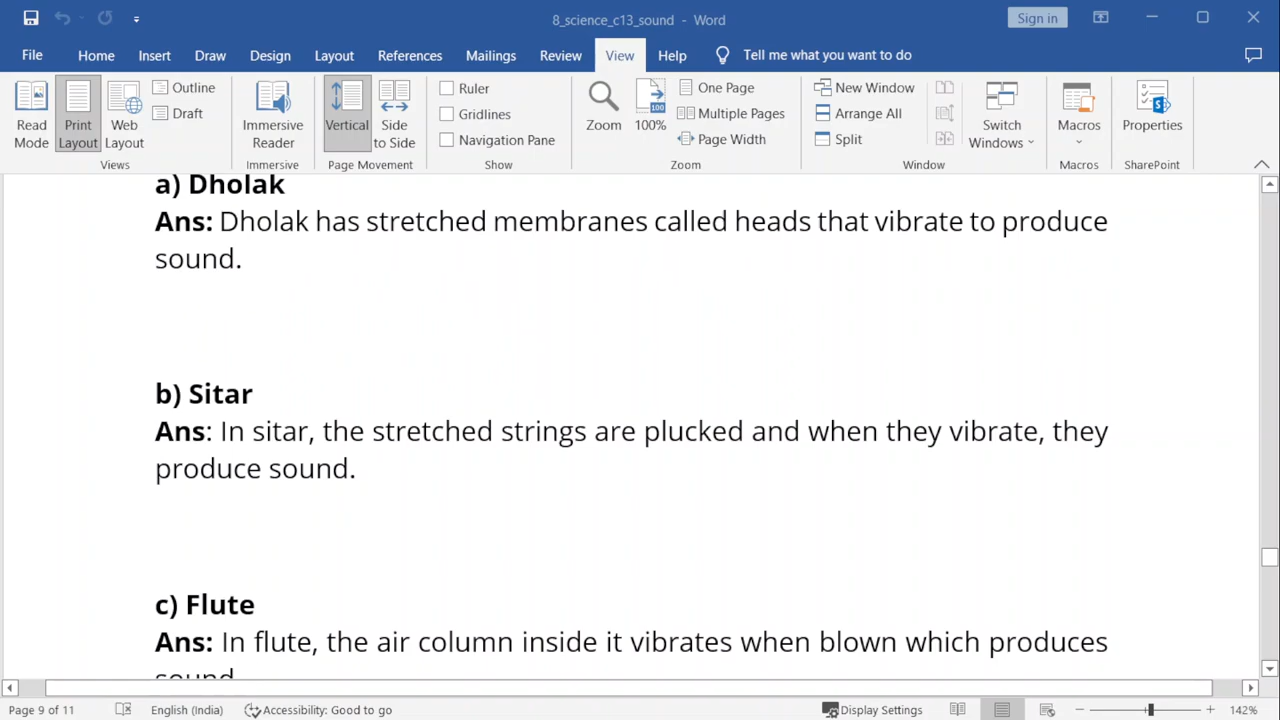 8_science_c13_sound - Word
Sign in
File Home Insert Draw Design Layout References Mailings Review View Help Tell me what you want to do
Read Mode
Print Layout
Web Layout
Outline
Draft
Views
Immersive Reader
Immersive
Vertical
Side to Side
Page Movement
Ruler
Gridlines
Navigation Pane
Show
Zoom
100
100%
One Page
Multiple Pages
Page Width
Zoom
New Window
Arrange All
Split
Switch Windows
Window
Macros
Macros
Properties
SharePoint
a) Dholak
Ans: Dholak has stretched membranes called heads that vibrate to produce
sound.
b) Sitar
Ans: In sitar, the stretched strings are plucked and when they vibrate, they
produce sound.
c) Flute
Ans: In flute, the air column inside it vibrates when blown which produces
sound
Page 9 of 11 English (India) Accessibility: Good to go Display Settings 142%